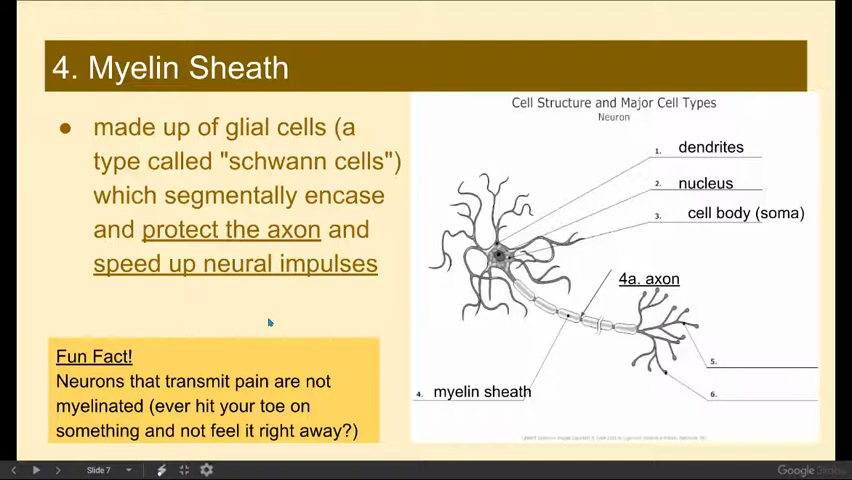 4. Myelin Sheath
● made up of glial cells (a
type called "schwann cells")
which segmentally encase
and protect the axon and
speed up neural impulses
Fun Fact!
Neurons that transmit pain are not
myelinated (ever hit your toe on
something and not feel it right away?)
Cell Structure and Major Cell Types
Neuron
1. dendrites
2. nucleus
3. cell body (soma)
4a. axon
5.
4. myelin sheath
6.
Slide 7
Google Slides